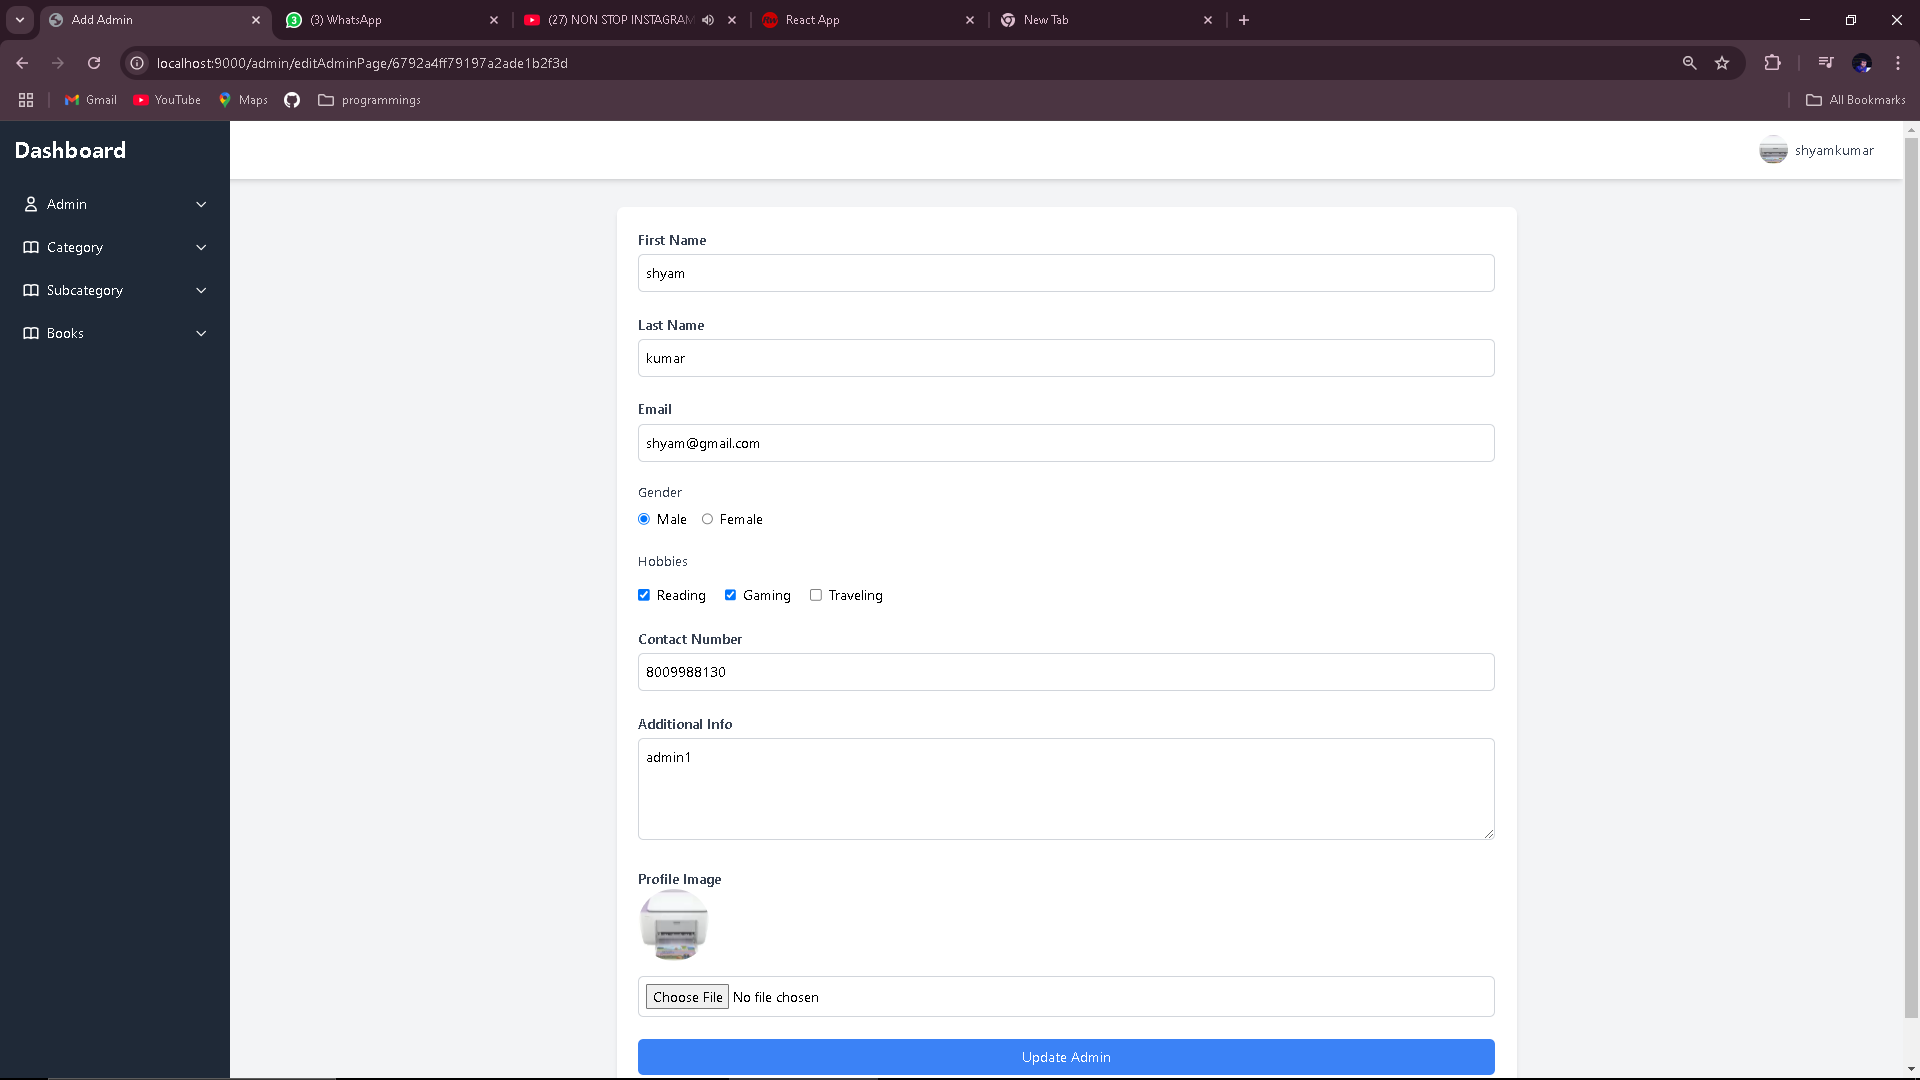 Add Admin
(3) WhatsApp
(27) NON STOP INSTAGRAM
React App
New Tab
localhost:9000/admin/editAdminPage/6792a4ff79197a2ade1b2f3d
Gmail
YouTube
Maps
programmings
All Bookmarks
Dashboard
shyamkumar
Admin
Category
Subcategory
Books
First Name
shyam
Last Name
kumar
Email
shyam@gmail.com
Gender
Male Female
Hobbies
Reading Gaming Traveling
Contact Number
8009988130
Additional Info
admin1
Profile Image
Choose File No file chosen
Update Admin